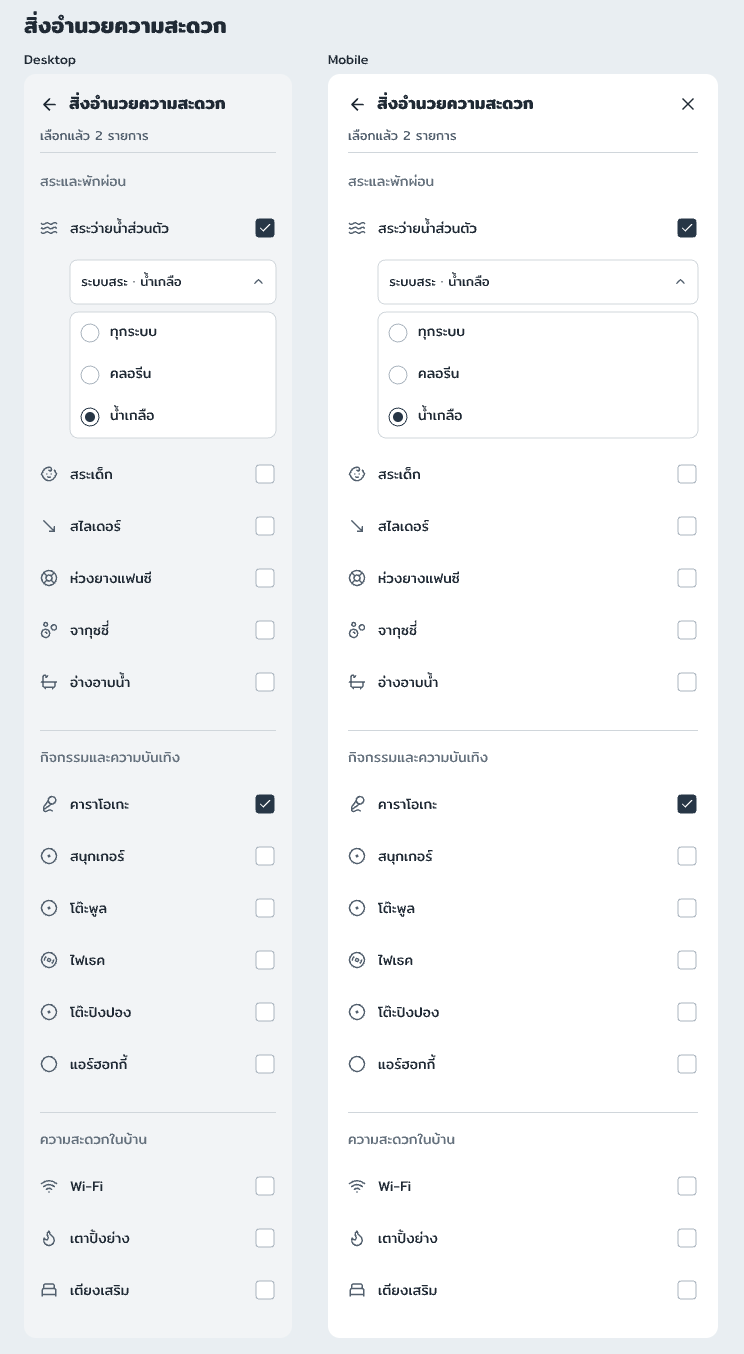 สิ่งอำนวยความสะดวก
Desktop
สิ่งอำนวยความสะดวก
เลือกแล้ว 2 รายการ
สระและพักผ่อน
สระว่ายน้ำส่วนตัว
ระบบสระ · น้ำเกลือ
ทุกระบบ
คลอรีน
น้ำเกลือ
สระเด็ก
สไลเดอร์
ห่วงยางแฟนซี
จากุซซี่
อ่างอาบน้ำ
กิจกรรมและความบันเทิง
คาราโอเกะ
สนุกเกอร์
โต๊ะพูล
ไฟเธค
โต๊ะปิงปอง
แอร์ฮอกกี้
ความสะดวกในบ้าน
Wi-Fi
เตาปิ้งย่าง
เตียงเสริม
Mobile
สิ่งอำนวยความสะดวก
เลือกแล้ว 2 รายการ
สระและพักผ่อน
สระว่ายน้ำส่วนตัว
ระบบสระ · น้ำเกลือ
ทุกระบบ
คลอรีน
น้ำเกลือ
สระเด็ก
สไลเดอร์
ห่วงยางแฟนซี
จากุซซี่
อ่างอาบน้ำ
กิจกรรมและความบันเทิง
คาราโอเกะ
สนุกเกอร์
โต๊ะพูล
ไฟเธค
โต๊ะปิงปอง
แอร์ฮอกกี้
ความสะดวกในบ้าน
Wi-Fi
เตาปิ้งย่าง
เตียงเสริม